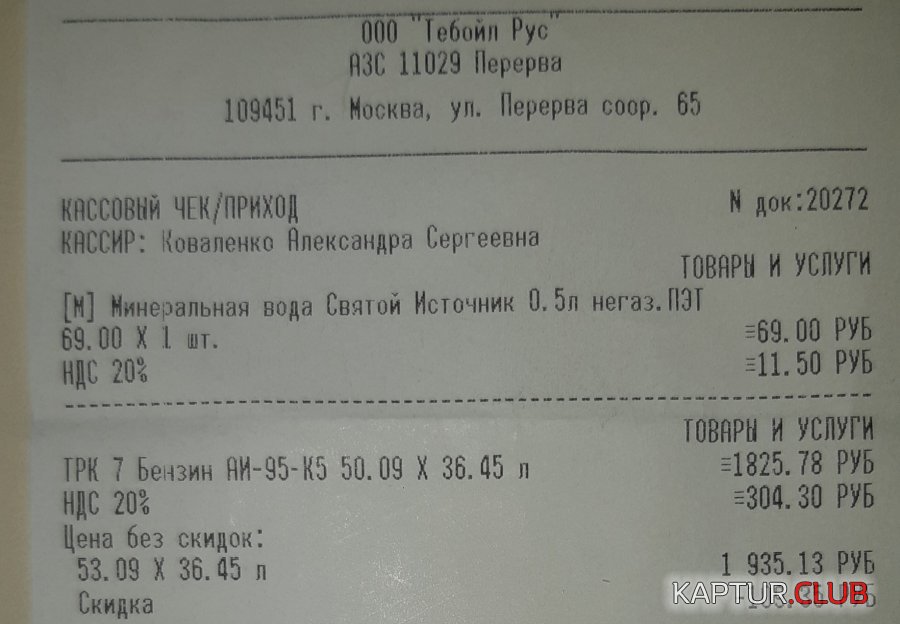 ООО "Тебойл Рус"
АЗС 11029 Перерва
109451 г. Москва, ул. Перерва соор. 65
КАССОВЫЙ ЧЕК/ПРИХОД N док:20272
КАССИР: Коваленко Александра Сергеевна
ТОВАРЫ И УСЛУГИ
[М] Минеральная вода Святой Источник 0.5л негаз.ПЭТ
69.00 X 1 шт. ≡69.00 РУБ
НДС 20% ≡11.50 РУБ
ТОВАРЫ И УСЛУГИ
ТРК 7 Бензин АИ-95-К5 50.09 X 36.45 л ≡1825.78 РУБ
НДС 20% ≡304.30 РУБ
Цена без скидок:
53.09 X 36.45 л 1 935.13 РУБ
Скидка
KAPTUR.CLUB